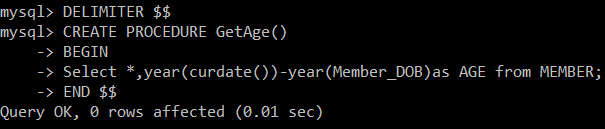 mysql> DELIMITER $$
mysql> CREATE PROCEDURE GetAge()
    -> BEGIN
    -> Select *,year(curdate())-year(Member_DOB)as AGE from MEMBER;
    -> END $$
Query OK, 0 rows affected (0.01 sec)